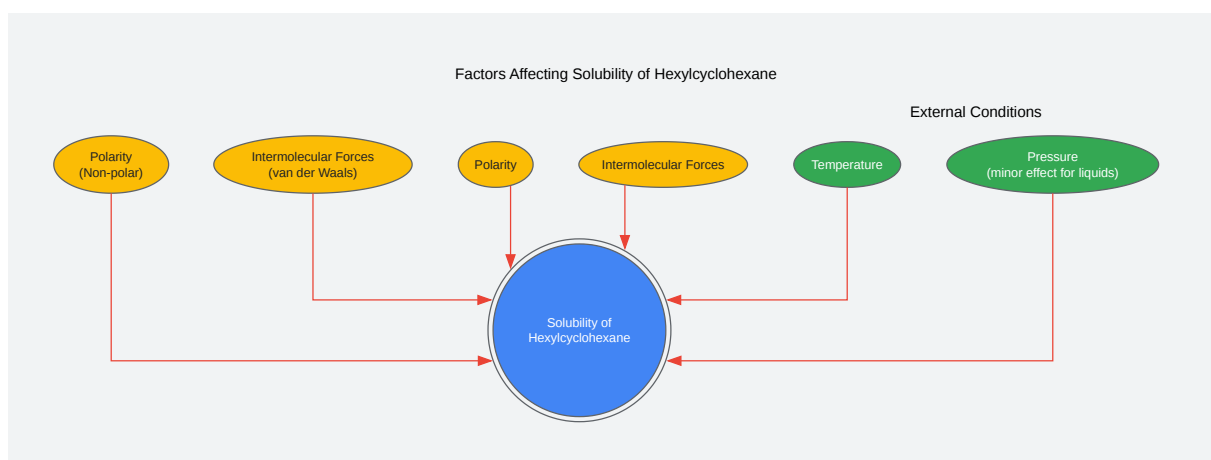 Factors Affecting Solubility of Hexylcyclohexane
External Conditions
Polarity
(Non-polar)
Intermolecular Forces
(van der Waals)
Polarity
Intermolecular Forces
Temperature
Pressure
(minor effect for liquids)
Solubility of
Hexylcyclohexane